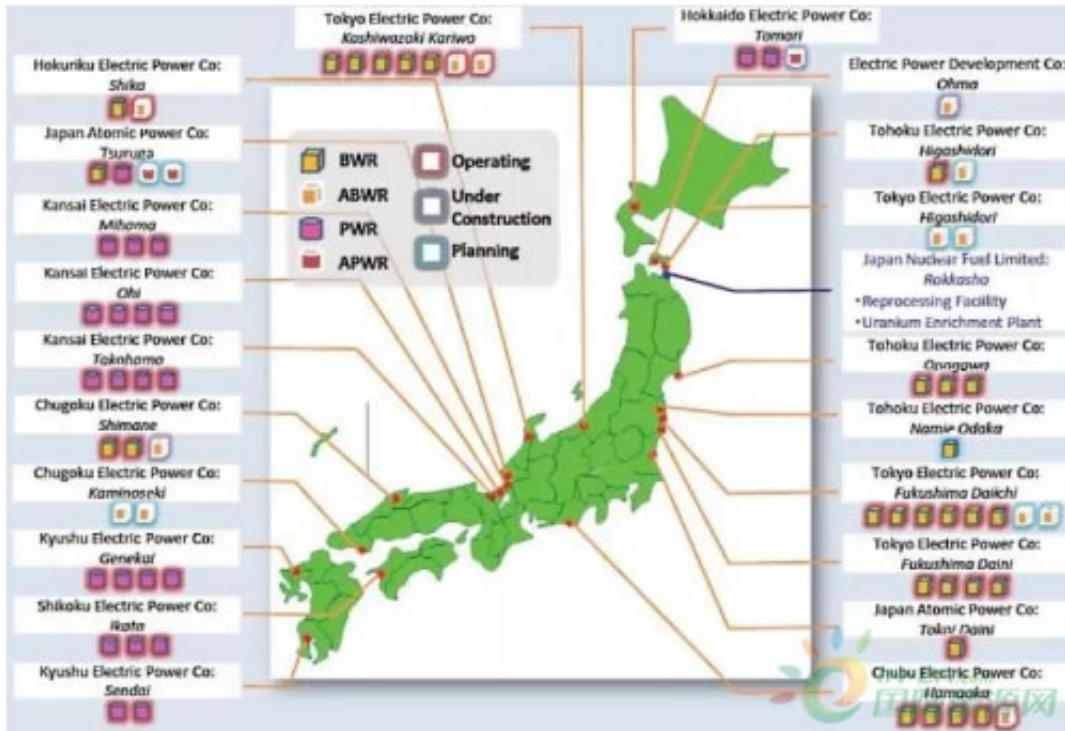 Tokyo Electric Power Co:
Kashiwazaki Kariwa
Hokkaido Electric Power Co:
Tomari
Hokuriku Electric Power Co:
Shika
Japan Atomic Power Co:
Tsuruga
Kansai Electric Power Co:
Mihama
Kansai Electric Power Co:
Ohi
Kansai Electric Power Co:
Takahama
Chugoku Electric Power Co:
Shimane
Chugoku Electric Power Co:
Kaminoseki
Kyushu Electric Power Co:
Genekai
Shikoku Electric Power Co:
Ikata
Kyushu Electric Power Co:
Sendai
BWR
ABWR
PWR
APWR
Operating
Under
Construction
Planning
Electric Power Development Co:
Ohma
Tohoku Electric Power Co:
Higashidori
Tokyo Electric Power Co:
Higashidori
Japan Nuclear Fuel Limited:
Rokkasho
•Reprocessing Facility
•Uranium Enrichment Plant
Tohoku Electric Power Co:
Onagawa
Tohoku Electric Power Co:
Namie Odaka
Tokyo Electric Power Co:
Fukushima Daiichi
Tokyo Electric Power Co:
Fukushima Daini
Japan Atomic Power Co:
Tokai Daini
Chubu Electric Power Co:
Hamaoka